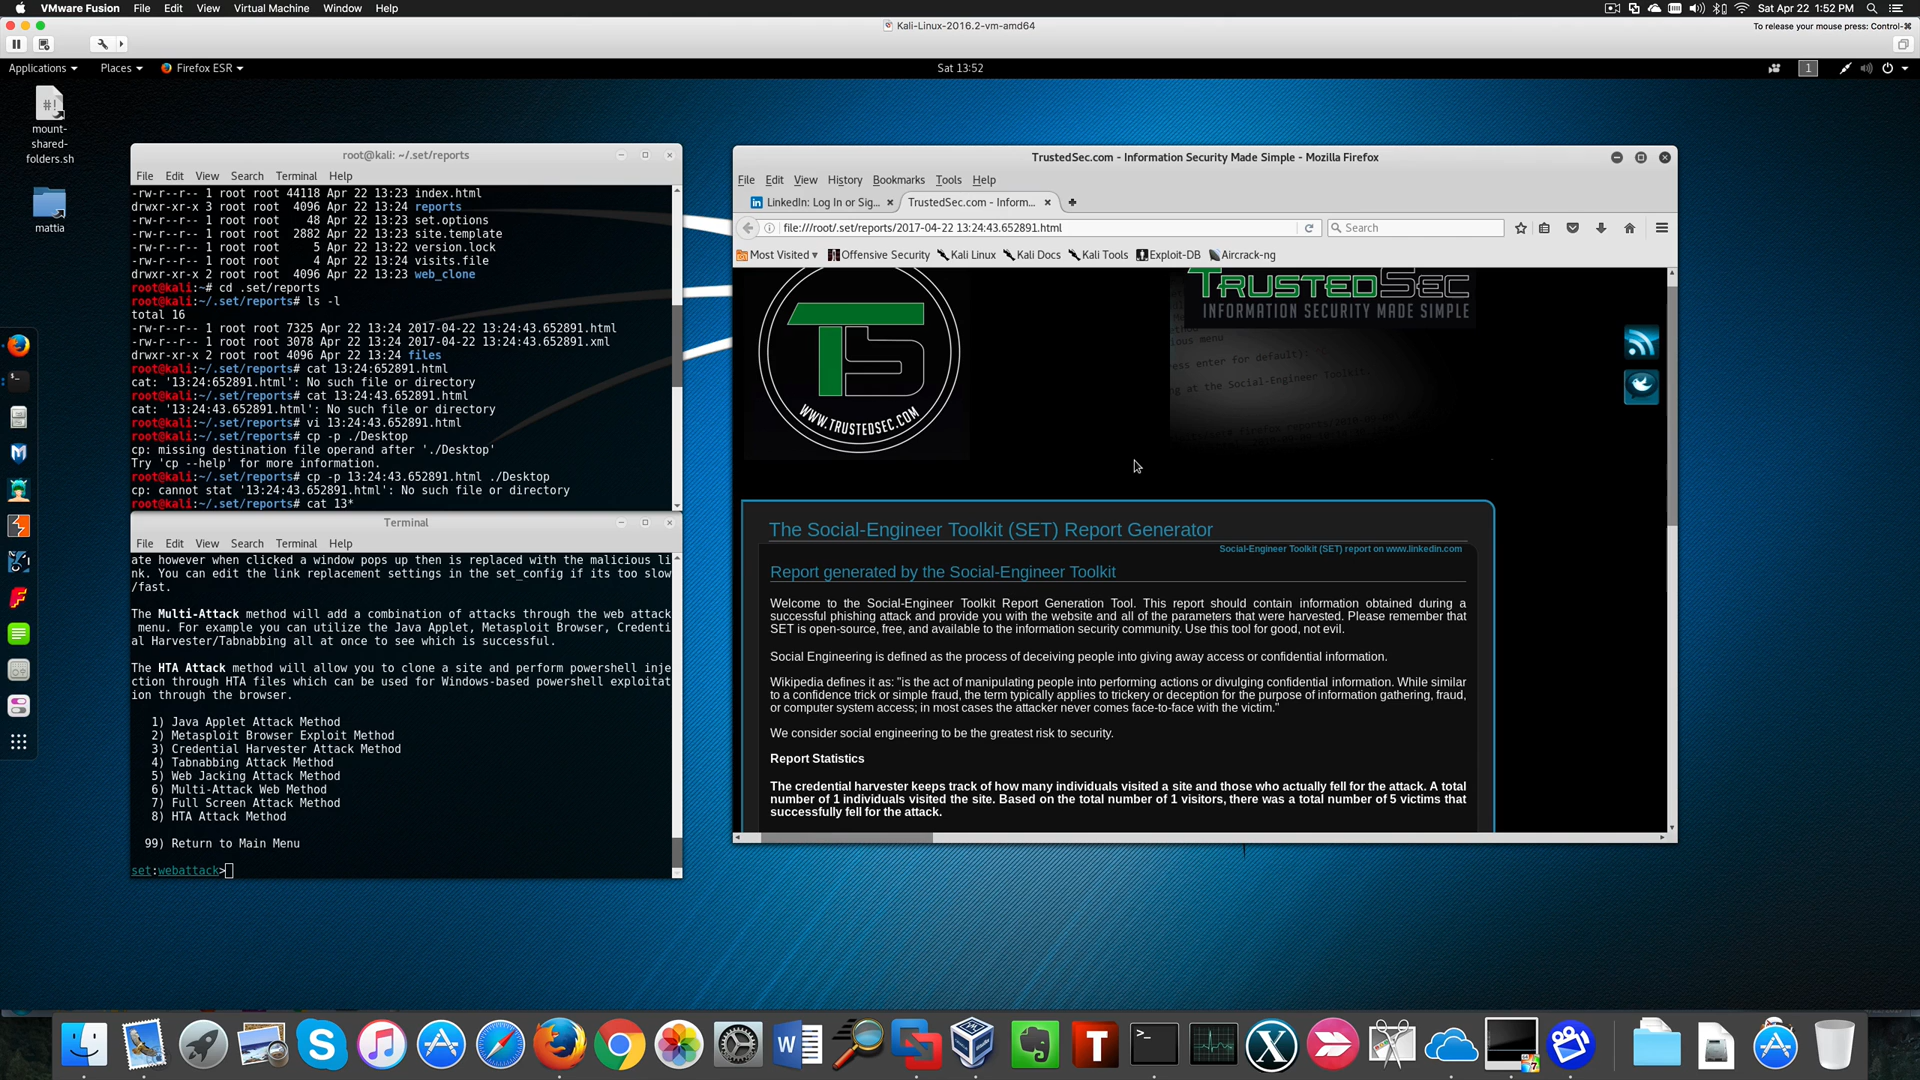 VMware Fusion File Edit View Virtual Machine Window Help
Sat Apr 22 1:52 PM
Kali-Linux-2016.2-vm-amd64
To release your mouse press: Control-⌘
Applications Places Firefox ESR
Sat 13:52
1
#!
mount-
shared-
folders.sh
mattia
root@kali: ~/.set/reports
File Edit View Search Terminal Help
-rw-r--r-- 1 root root 44118 Apr 22 13:23 index.html
drwxr-xr-x 3 root root 4096 Apr 22 13:24 reports
-rw-r--r-- 1 root root 48 Apr 22 13:23 set.options
-rw-r--r-- 1 root root 2882 Apr 22 13:23 site.template
-rw-r--r-- 1 root root 5 Apr 22 13:22 version.lock
-rw-r--r-- 1 root root 4 Apr 22 13:24 visits.file
drwxr-xr-x 2 root root 4096 Apr 22 13:23 web_clone
root@kali:~# cd .set/reports
root@kali:~/.set/reports# ls -l
total 16
-rw-r--r-- 1 root root 7325 Apr 22 13:24 2017-04-22 13:24:43.652891.html
-rw-r--r-- 1 root root 3078 Apr 22 13:24 2017-04-22 13:24:43.652891.xml
drwxr-xr-x 2 root root 4096 Apr 22 13:24 files
root@kali:~/.set/reports# cat 13:24:652891.html
cat: '13:24:652891.html': No such file or directory
root@kali:~/.set/reports# cat 13:24:43.652891.html
cat: '13:24:43.652891.html': No such file or directory
root@kali:~/.set/reports# vi 13:24:43.652891.html
root@kali:~/.set/reports# cp -p ./Desktop
cp: missing destination file operand after './Desktop'
Try 'cp --help' for more information.
root@kali:~/.set/reports# cp -p 13:24:43.652891.html ./Desktop
cp: cannot stat '13:24:43.652891.html': No such file or directory
root@kali:~/.set/reports# cat 13*
Terminal
File Edit View Search Terminal Help
ate however when clicked a window pops up then is replaced with the malicious li
nk. You can edit the link replacement settings in the set_config if its too slow
/fast.
The Multi-Attack method will add a combination of attacks through the web attack
menu. For example you can utilize the Java Applet, Metasploit Browser, Credenti
al Harvester/Tabnabbing all at once to see which is successful.
The HTA Attack method will allow you to clone a site and perform powershell inje
ction through HTA files which can be used for Windows-based powershell exploitat
ion through the browser.
1) Java Applet Attack Method
2) Metasploit Browser Exploit Method
3) Credential Harvester Attack Method
4) Tabnabbing Attack Method
5) Web Jacking Attack Method
6) Multi-Attack Web Method
7) Full Screen Attack Method
8) HTA Attack Method
99) Return to Main Menu
set:webattack>
TrustedSec.com - Information Security Made Simple - Mozilla Firefox
File Edit View History Bookmarks Tools Help
LinkedIn: Log In or Sig... TrustedSec.com - Inform...
file:///root/.set/reports/2017-04-22 13:24:43.652891.html
Search
Most Visited Offensive Security Kali Linux Kali Docs Kali Tools Exploit-DB Aircrack-ng
WWW.TRUSTEDSEC.COM
TRUSTEDSEC
INFORMATION SECURITY MADE SIMPLE
ious menu
ess enter for default):
ng at the Social-Engineer Toolkit.
The Social-Engineer Toolkit (SET) Report Generator
Social-Engineer Toolkit (SET) report on www.linkedin.com
Report generated by the Social-Engineer Toolkit
Welcome to the Social-Engineer Toolkit Report Generation Tool. This report should contain information obtained during a
successful phishing attack and provide you with the website and all of the parameters that were harvested. Please remember that
SET is open-source, free, and available to the information security community. Use this tool for good, not evil.
Social Engineering is defined as the process of deceiving people into giving away access or confidential information.
Wikipedia defines it as: "is the act of manipulating people into performing actions or divulging confidential information. While similar
to a confidence trick or simple fraud, the term typically applies to trickery or deception for the purpose of information gathering, fraud,
or computer system access; in most cases the attacker never comes face-to-face with the victim."
We consider social engineering to be the greatest risk to security.
Report Statistics
The credential harvester keeps track of how many individuals visited a site and those who actually fell for the attack. A total
number of 1 individuals visited the site. Based on the total number of 1 visitors, there was a total number of 5 victims that
successfully fell for the attack.